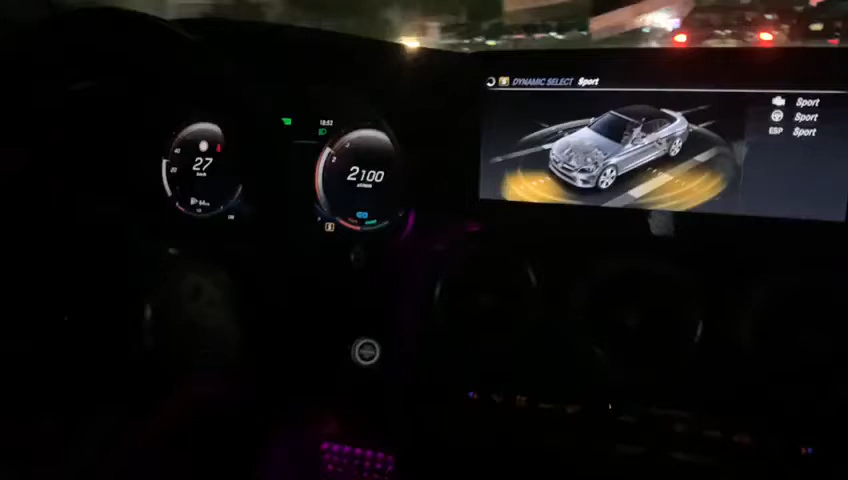 DYNAMIC SELECT Sport
Sport
Sport
ESP Sport
18:52
27
km/h
2100